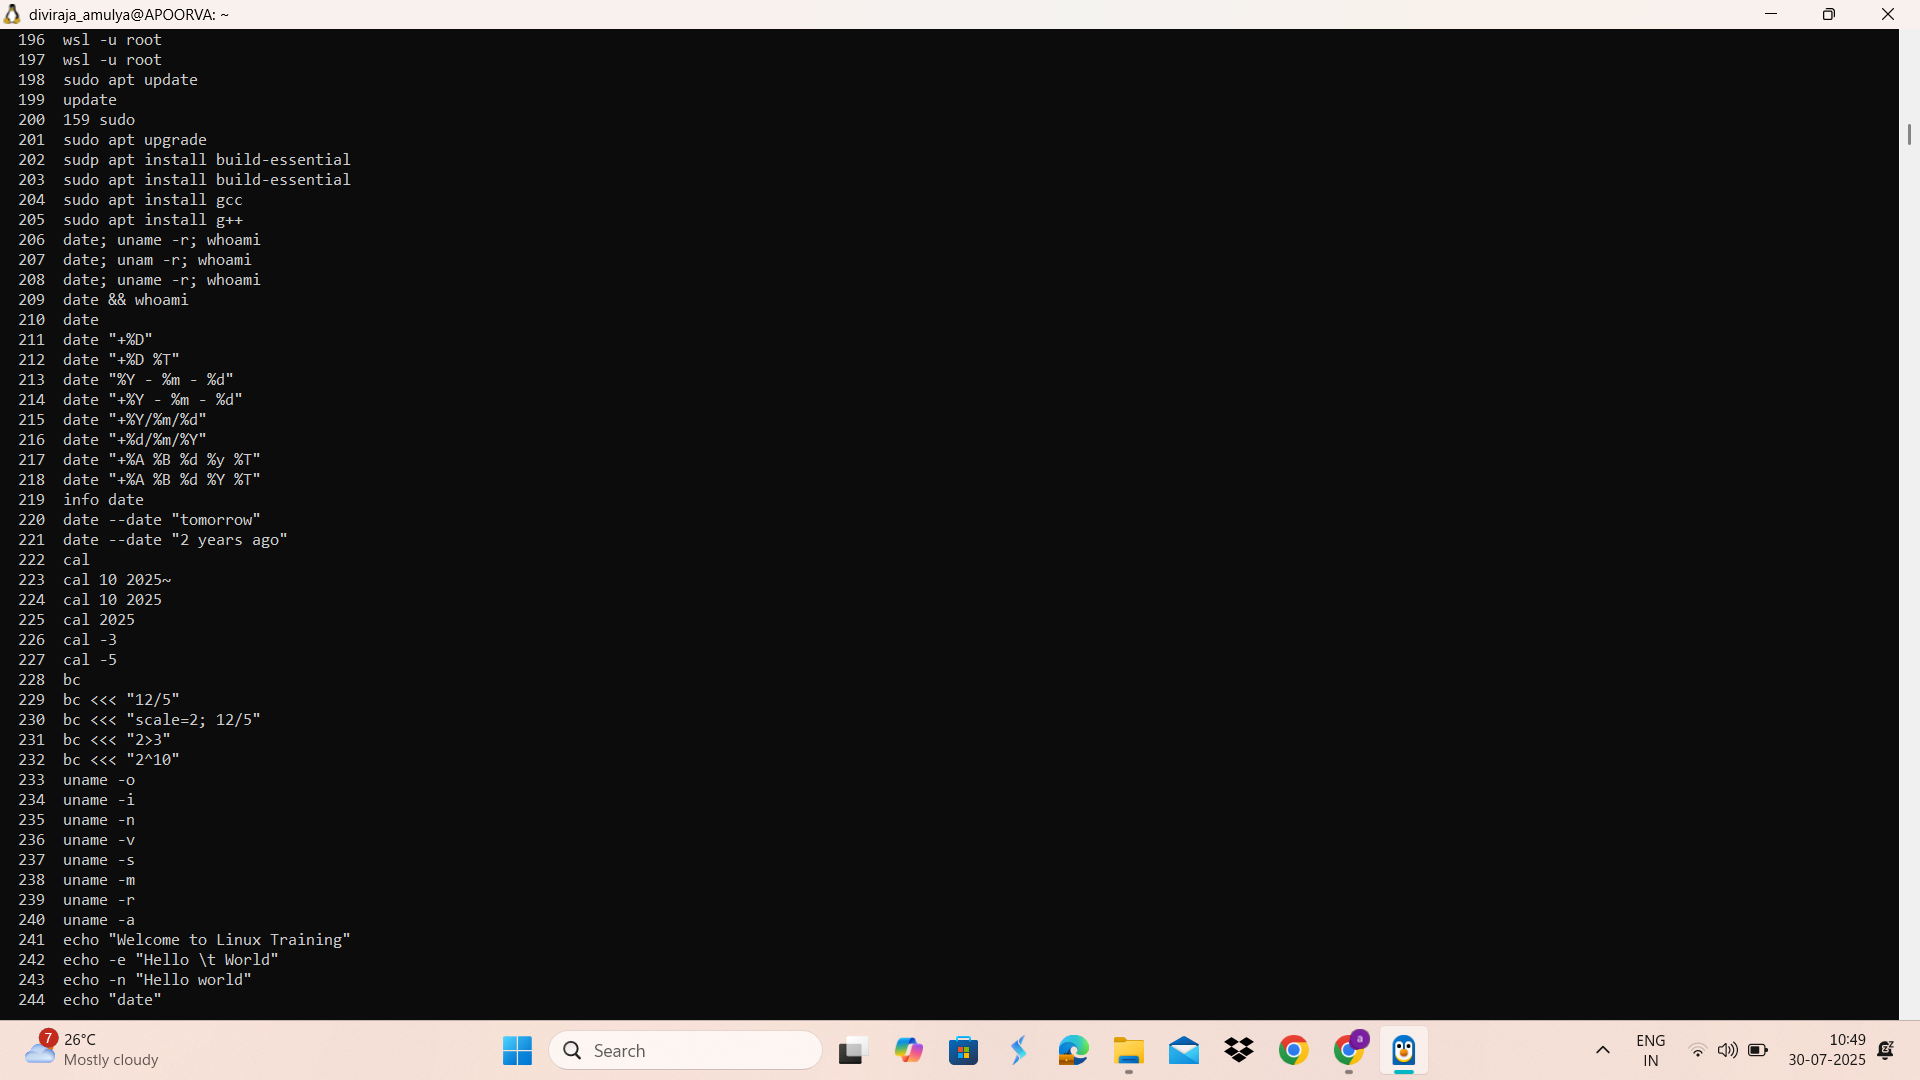 diviraja_amulya@APOORVA: ~
196 wsl -u root
197 wsl -u root
198 sudo apt update
199 update
200 159 sudo
201 sudo apt upgrade
202 sudp apt install build-essential
203 sudo apt install build-essential
204 sudo apt install gcc
205 sudo apt install g++
206 date; uname -r; whoami
207 date; unam -r; whoami
208 date; uname -r; whoami
209 date && whoami
210 date
211 date "+%D"
212 date "+%D %T"
213 date "%Y - %m - %d"
214 date "+%Y - %m - %d"
215 date "+%Y/%m/%d"
216 date "+%d/%m/%Y"
217 date "+%A %B %d %y %T"
218 date "+%A %B %d %Y %T"
219 info date
220 date --date "tomorrow"
221 date --date "2 years ago"
222 cal
223 cal 10 2025~
224 cal 10 2025
225 cal 2025
226 cal -3
227 cal -5
228 bc
229 bc <<< "12/5"
230 bc <<< "scale=2; 12/5"
231 bc <<< "2>3"
232 bc <<< "2^10"
233 uname -o
234 uname -i
235 uname -n
236 uname -v
237 uname -s
238 uname -m
239 uname -r
240 uname -a
241 echo "Welcome to Linux Training"
242 echo -e "Hello \t World"
243 echo -n "Hello world"
244 echo "date"
7
26°C
Mostly cloudy
Search
a
ENG
IN
10:49
30-07-2025